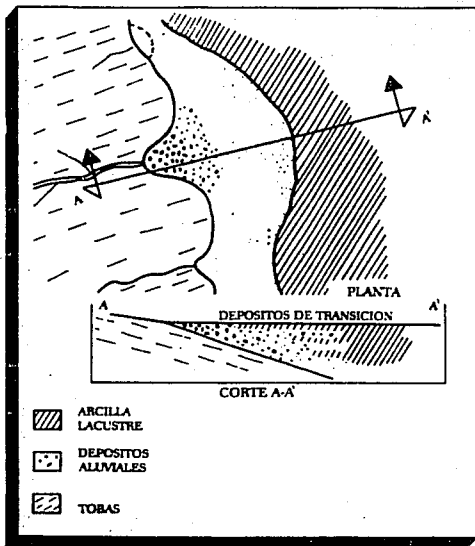 A'
A
PLANTA
A
A'
DEPOSITOS DE TRANSICION
CORTE A-A'
ARCILLA
LACUSTRE
DEPOSITOS
ALUVIALES
TOBAS